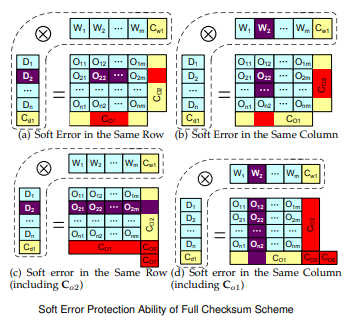 ⊗ W1 W2 ... Wm Cw1 ⊗ W1 W2 ... Wm Cw1
D1 O11 O12 ... O1m D1 O11 O12 ... O1m
D2 O21 O22 ... O2m D2 O21 O22 ... O2m
... = ... ... ... ... CO2 ... = ... ... ... ... CO2
Dn On1 On2 ... Onm Dn On1 On2 ... Onm
Cd1 CO1 Cd1 CO1
(a) Soft Error in the Same Row (b) Soft Error in the Same Column
⊗ W1 W2 ... Wm Cw1 ⊗ W1 W2 ... Wm Cw1
D1 O11 O12 ... O1m D1 O11 O12 ... O1m
D2 O21 O22 ... O2m D2 O21 O22 ... O2m
... = ... ... ... ... CO2 ... = ... ... ... ... CO2
Dn On1 On2 ... Onm Dn On1 On2 ... Onm
Cd1 CO1 Cd1 CO1
(c) Soft error in the Same Row (d) Soft error in the Same Column
(including Co2) (including Co1)
Soft Error Protection Ability of Full Checksum Scheme